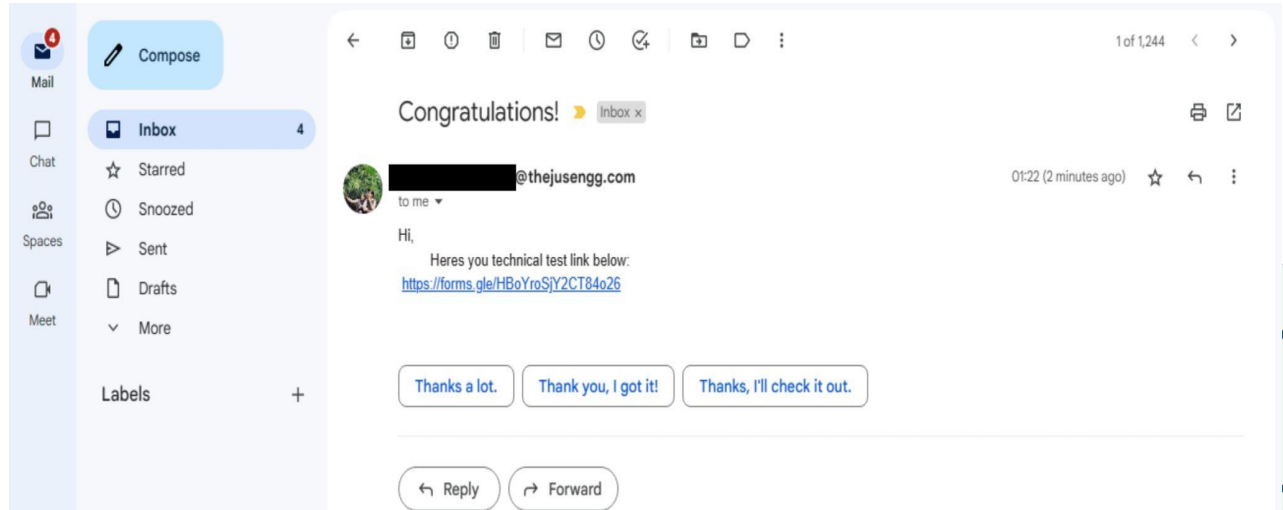 4
Mail
Compose
1 of 1,244
Inbox 4
Chat
Starred
Snoozed
Spaces
Sent
Drafts
Meet
More
Labels
Congratulations! Inbox x
@thejusengg.com
01:22 (2 minutes ago)
to me
Hi,
Heres you technical test link below:
https://forms.gle/HBoYroSjY2CT84o26
Thanks a lot. Thank you, I got it! Thanks, I'll check it out.
Reply Forward